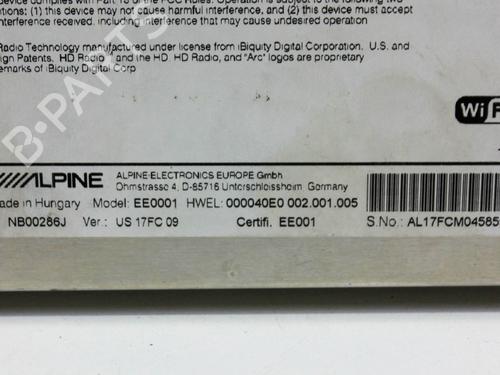 device complies with Part 15 of the FCC Rules. Operation is subject to the following two
itions: (1) this device may not cause harmful interference, and (2) this device must accept
interference received, including interference that may cause undesired operation
Radio Technology manufactured under license from iBiquity Digital Corporation. U.S. and
ign Patents. HD Radio™ and the HD, HD Radio, and "Arc" logos are proprietary
emarks of iBiquity Digital Corp
B-PARTS
Wi F
ALPINE
ALPINE ELECTRONICS EUROPE Gmbh
Ohmstrasse 4, D-85716 Unterschleissheim Germany
ade in Hungary Model: EE0001 HWEL: 000040E0 002.001.005
NB00286J Ver.: US 17FC 09 Certifi. EE001 S.No.: AL17FCM04585